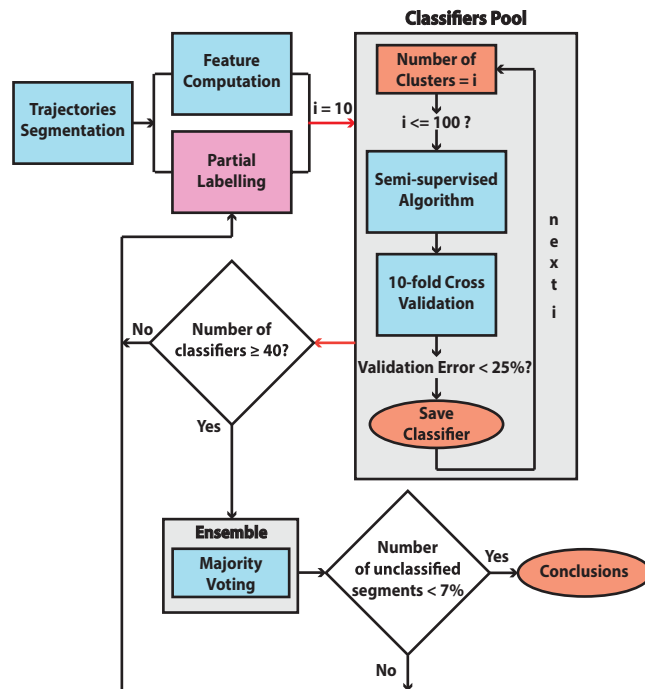 Classifiers Pool
Feature
Computation
Trajectories
Segmentation
Partial
Labelling
i = 10
Number of
Clusters = i
i <= 100 ?
Semi-supervised
Algorithm
10-fold Cross
Validation
Validation Error < 25%?
Save
Classifier
next i
Number of
classifiers ≥ 40?
No
Yes
Ensemble
Majority
Voting
Number
of unclassified
segments < 7%
Yes
Conclusions
No